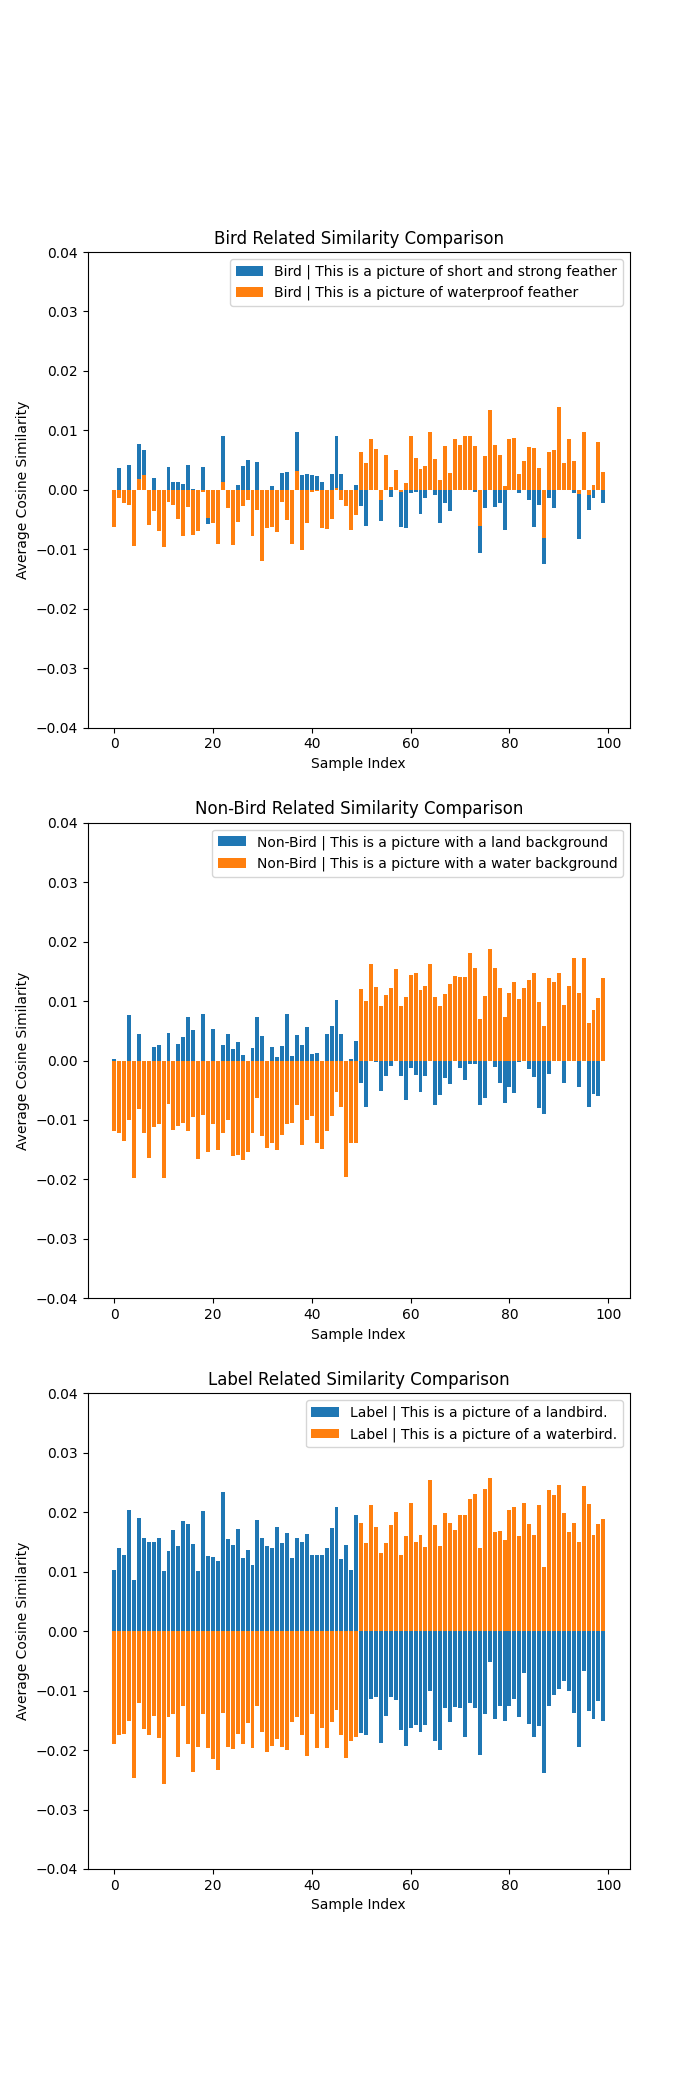 Bird Related Similarity Comparison
0.04
Bird | This is a picture of short and strong feather
Bird | This is a picture of waterproof feather
0.03
0.02
0.01
0.00
−0.01
−0.02
−0.03
−0.04
Average Cosine Similarity
0 20 40 60 80 100
Sample Index
Non-Bird Related Similarity Comparison
0.04
Non-Bird | This is a picture with a land background
Non-Bird | This is a picture with a water background
0.03
0.02
0.01
0.00
−0.01
−0.02
−0.03
−0.04
Average Cosine Similarity
0 20 40 60 80 100
Sample Index
Label Related Similarity Comparison
0.04
Label | This is a picture of a landbird.
Label | This is a picture of a waterbird.
0.03
0.02
0.01
0.00
−0.01
−0.02
−0.03
−0.04
Average Cosine Similarity
0 20 40 60 80 100
Sample Index